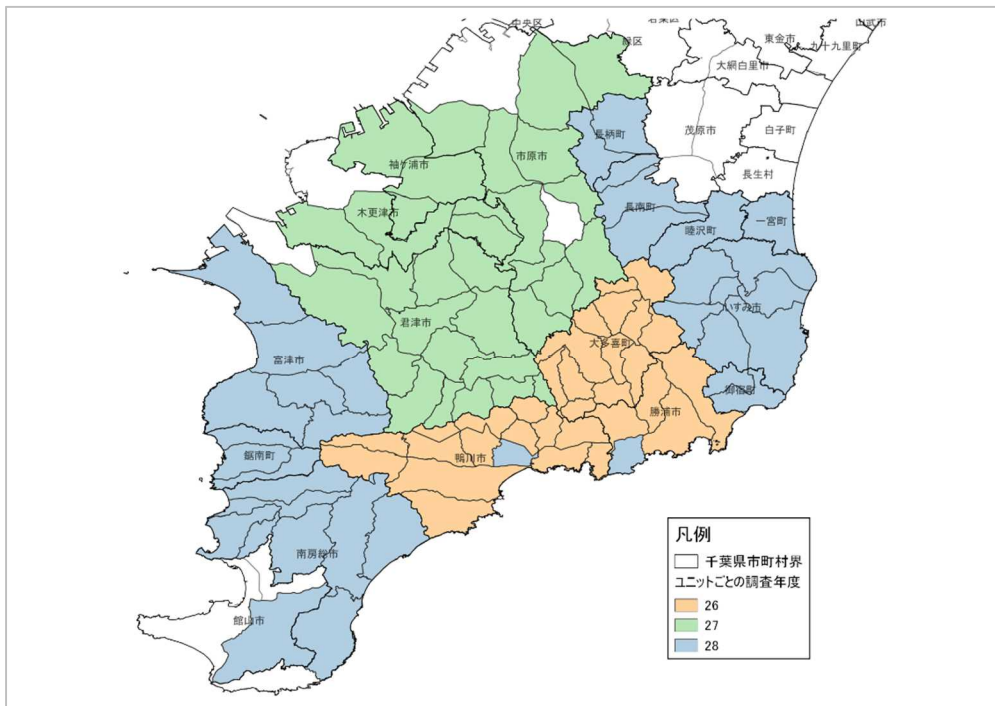 中央区
若葉区
山武市
緑区
東金市
九十九里町
大網白里市
長柄町
茂原市
白子町
袖ケ浦市
市原市
長生村
木更津市
長南町
一宮町
睦沢町
いすみ市
君津市
大多喜町
富津市
御宿町
勝浦市
鋸南町
鴨川市
南房総市
館山市
凡例
千葉県市町村界
ユニットごとの調査年度
26
27
28